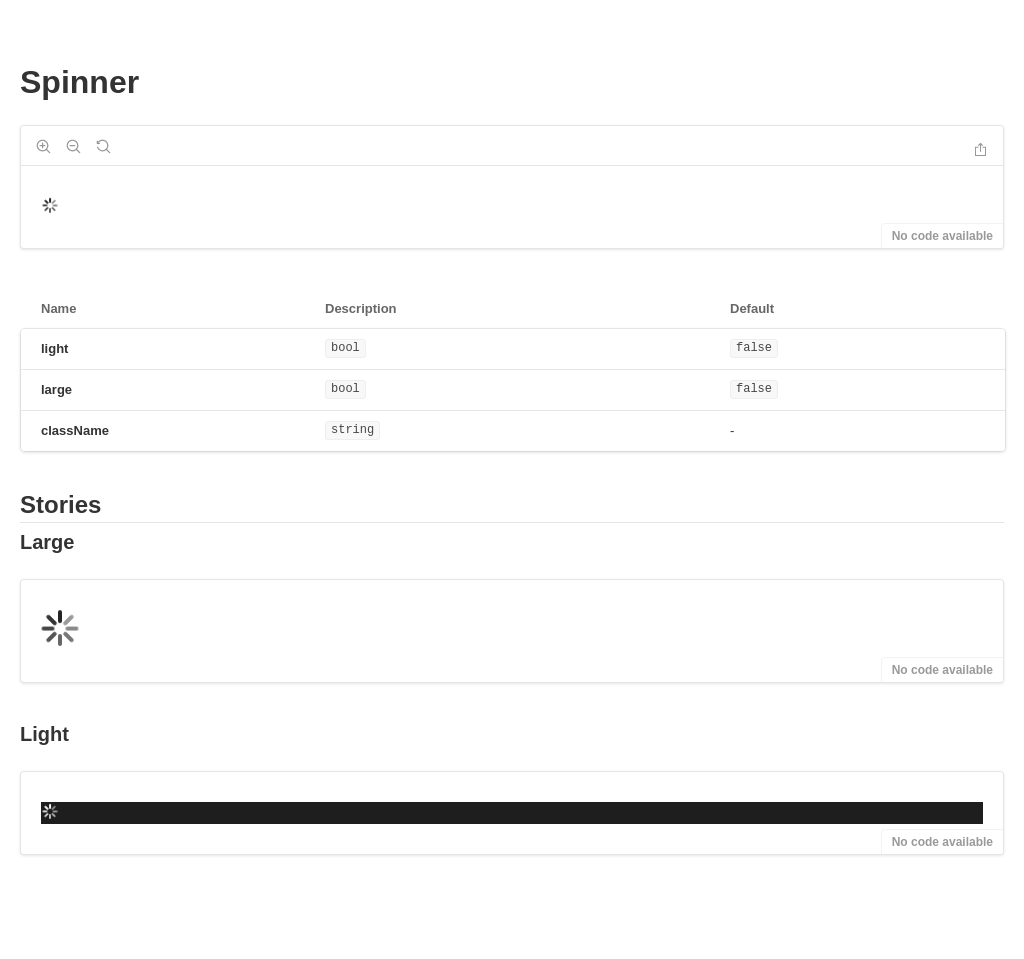 Spinner
No code available
Name Description Default
light bool false
large bool false
className string -
Stories
Large
No code available
Light
No code available